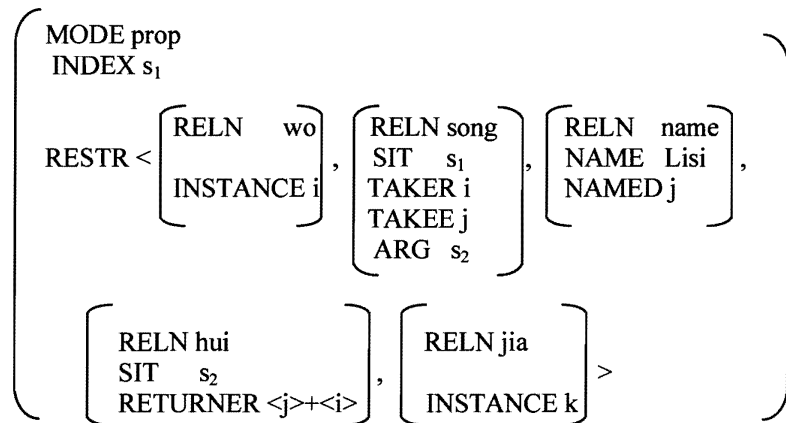 MODE prop
INDEX s₁
RELN wo RELN song RELN name
RESTR < , SIT s₁ , NAME Lisi ,
INSTANCE i TAKER i NAMED j
TAKEE j
ARG s₂
RELN hui RELN jia
SIT s₂ , >
RETURNER <j>+<i> INSTANCE k